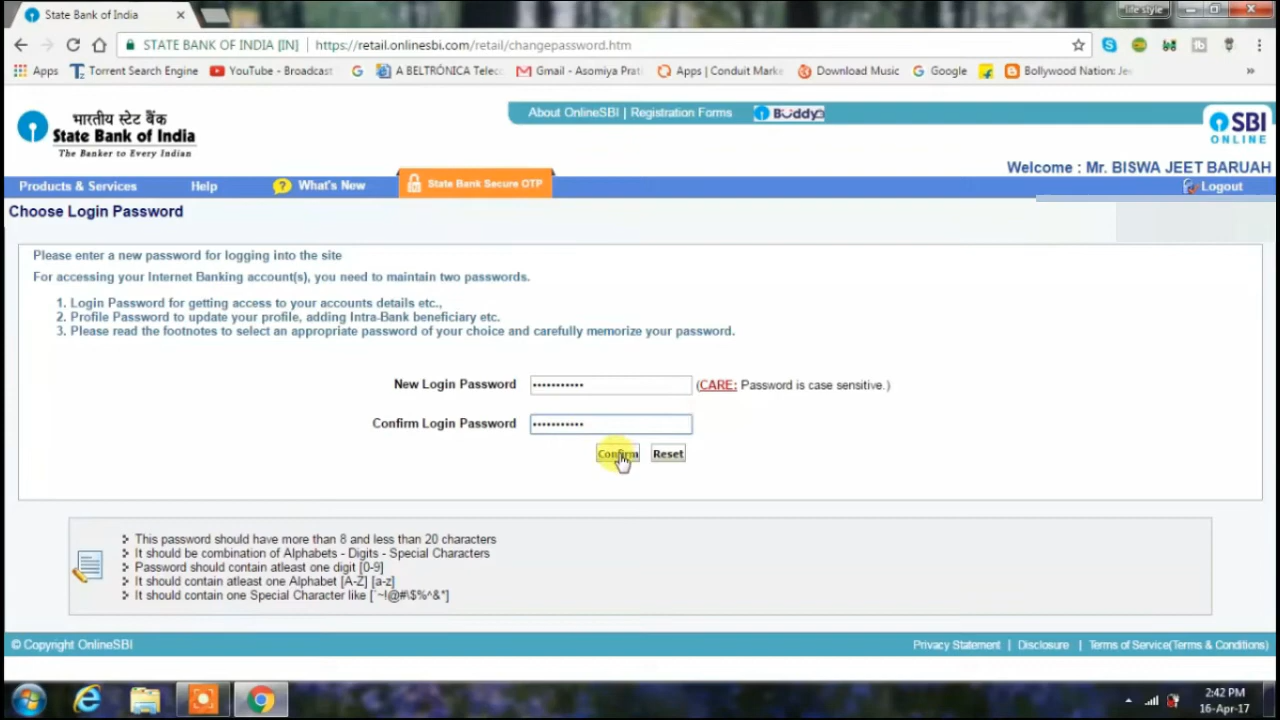 State Bank of India
life style
STATE BANK OF INDIA [IN] https://retail.onlinesbi.com/retail/changepassword.htm
Apps Torrent Search Engine YouTube - Broadcast A BELTRÓNICA Telec Gmail - Asomiya Prati Apps | Conduit Marke Download Music Google Bollywood Nation: Je
भारतीय स्टेट बैंक
State Bank of India
The Banker to Every Indian
About OnlineSBI | Registration Forms Buddy
SBI
ONLINE
Welcome : Mr. BISWA JEET BARUAH
Products & Services Help What's New State Bank Secure OTP Logout
Choose Login Password
Please enter a new password for logging into the site
For accessing your Internet Banking account(s), you need to maintain two passwords.
1. Login Password for getting access to your accounts details etc.,
2. Profile Password to update your profile, adding Intra-Bank beneficiary etc.
3. Please read the footnotes to select an appropriate password of your choice and carefully memorize your password.
New Login Password ••••••••••• (CARE: Password is case sensitive.)
Confirm Login Password •••••••••••
Confirm Reset
This password should have more than 8 and less than 20 characters
It should be combination of Alphabets - Digits - Special Characters
Password should contain atleast one digit [0-9]
It should contain atleast one Alphabet [A-Z] [a-z]
It should contain one Special Character like [`~!@#\$%^&*]
© Copyright OnlineSBI Privacy Statement | Disclosure | Terms of Service(Terms & Conditions)
2:42 PM
16-Apr-17